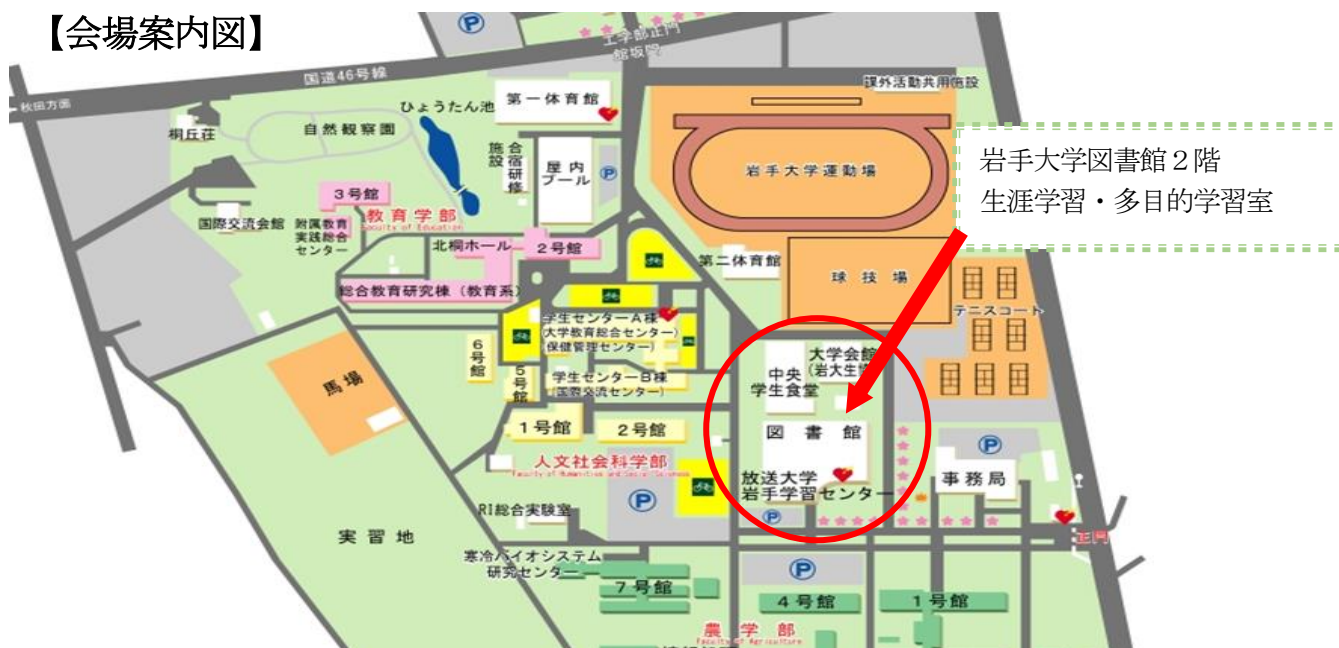 【会場案内図】
P
工学部正門
館坂門
国道46号線
秋田方面
桐丘荘
自然観察園
ひょうたん池
第一体育館
課外活動共用施設
合宿研修
施設
屋内
プール
P
岩手大学運動場
岩手大学図書館２階
生涯学習・多目的学習室
国際交流会館
3号館
附属教育
実践総合
センター
教育学部
Faculty of Education
北桐ホール
2号館
総合教育研究棟（教育系）
第二体育館
球技場
テニスコート
学生センターA棟
(大学教育総合センター)
(保健管理センター)
6号館
5号館
学生センターB棟
(国際交流センター)
馬場
1号館
2号館
人文社会科学部
Faculty of Humanities and Social Sciences
中央
学生食堂
大学会館
(岩大生
図書館
放送大学
岩手学習センター
P
P
事務局
P
正門
RI総合実験室
実習地
寒冷バイオシステム
研究センター
7号館
P
4号館
1号館
農学部
Faculty of Agriculture